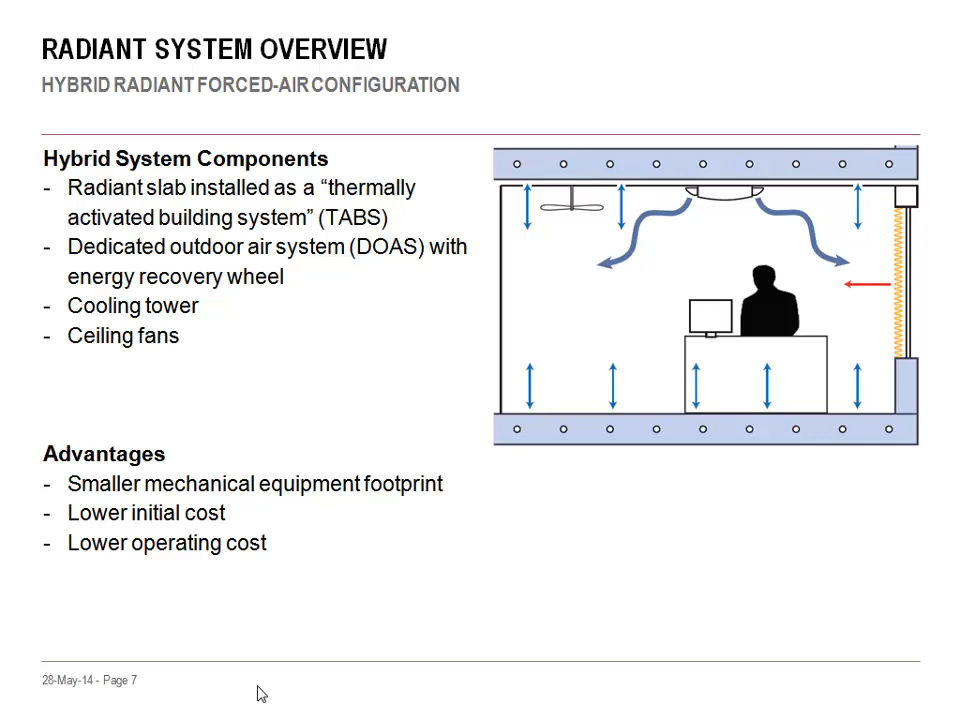 RADIANT SYSTEM OVERVIEW
HYBRID RADIANT FORCED-AIR CONFIGURATION
Hybrid System Components
- Radiant slab installed as a “thermally
activated building system” (TABS)
- Dedicated outdoor air system (DOAS) with
energy recovery wheel
- Cooling tower
- Ceiling fans
Advantages
- Smaller mechanical equipment footprint
- Lower initial cost
- Lower operating cost
28-May-14 - Page 7